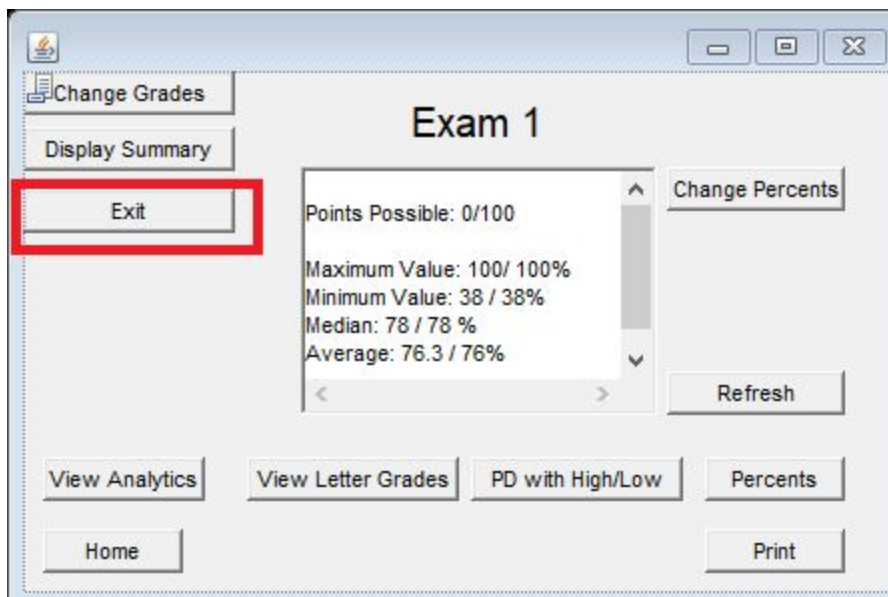 Change Grades
Exam 1
Display Summary
Exit
Points Possible: 0/100
Maximum Value: 100/ 100%
Minimum Value: 38 / 38%
Median: 78 / 78 %
Average: 76.3 / 76%
Change Percents
Refresh
View Analytics
View Letter Grades
PD with High/Low
Percents
Home
Print